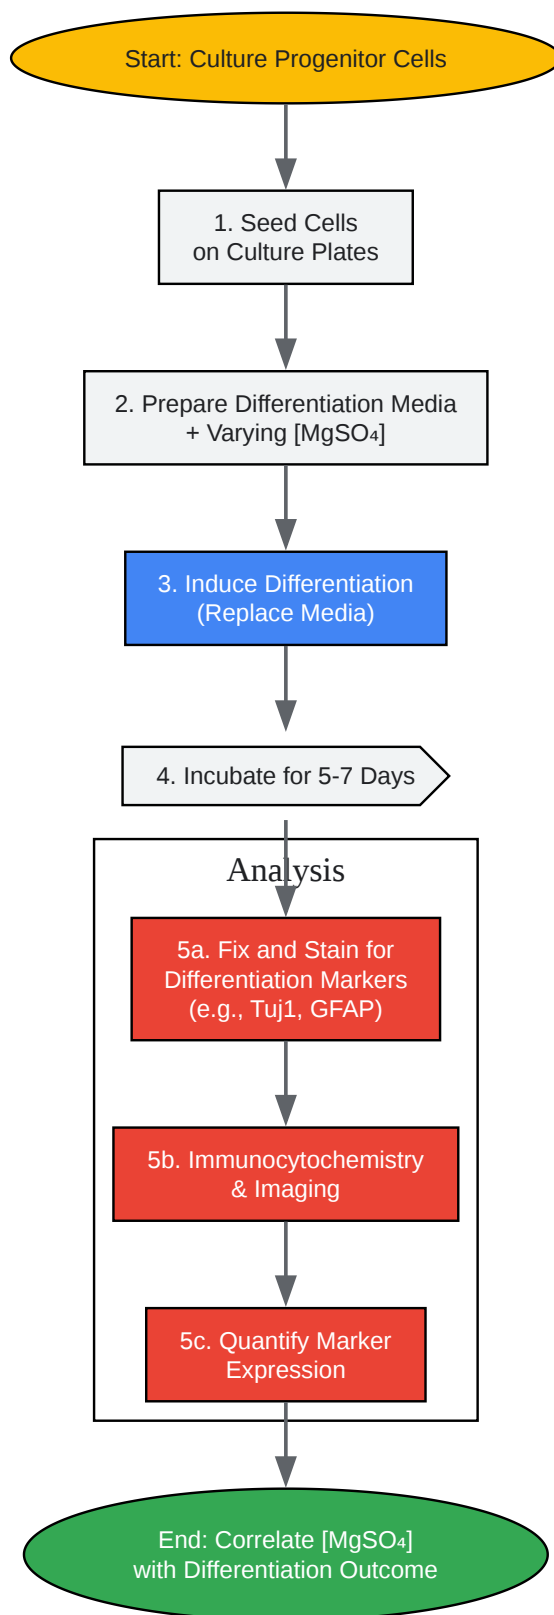 Start: Culture Progenitor Cells
1. Seed Cells
on Culture Plates
2. Prepare Differentiation Media
+ Varying [MgSO₄]
3. Induce Differentiation
(Replace Media)
4. Incubate for 5-7 Days
Analysis
5a. Fix and Stain for
Differentiation Markers
(e.g., Tuj1, GFAP)
5b. Immunocytochemistry
& Imaging
5c. Quantify Marker
Expression
End: Correlate [MgSO₄]
with Differentiation Outcome